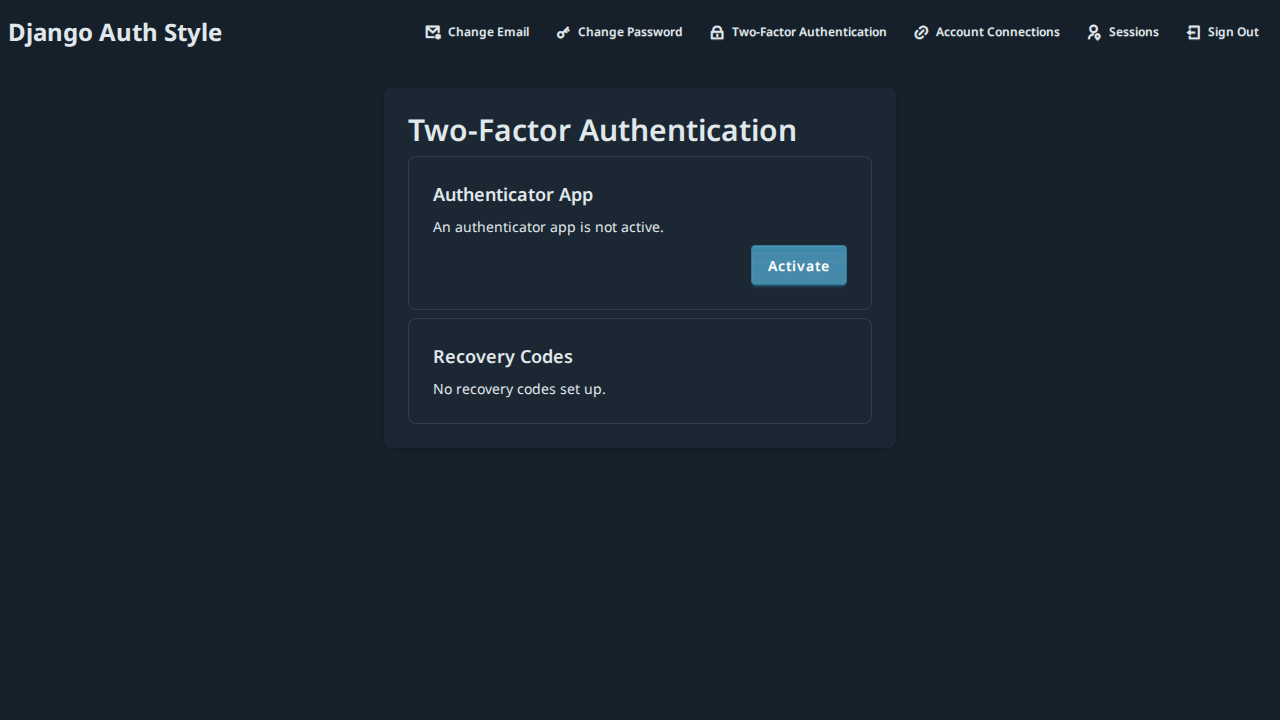 Django Auth Style
Change Email
Change Password
Two-Factor Authentication
Account Connections
Sessions
Sign Out
Two-Factor Authentication
Authenticator App
An authenticator app is not active.
Activate
Recovery Codes
No recovery codes set up.